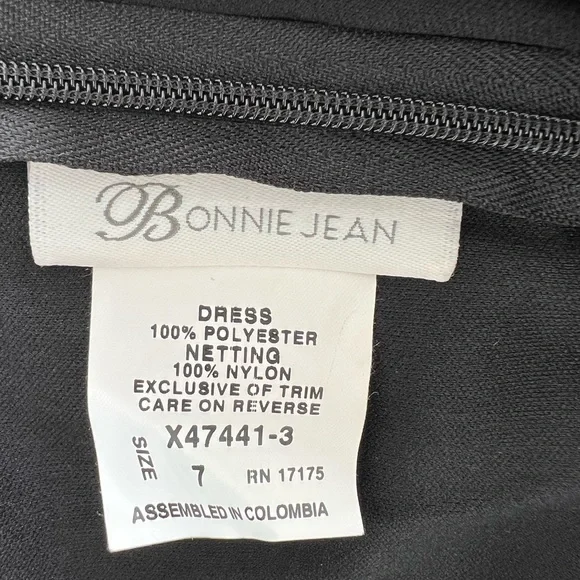 BONNIE JEAN
DRESS
100% POLYESTER
NETTING
100% NYLON
EXCLUSIVE OF TRIM
CARE ON REVERSE
X47441-3
SIZE 7 RN 17175
ASSEMBLED IN COLOMBIA